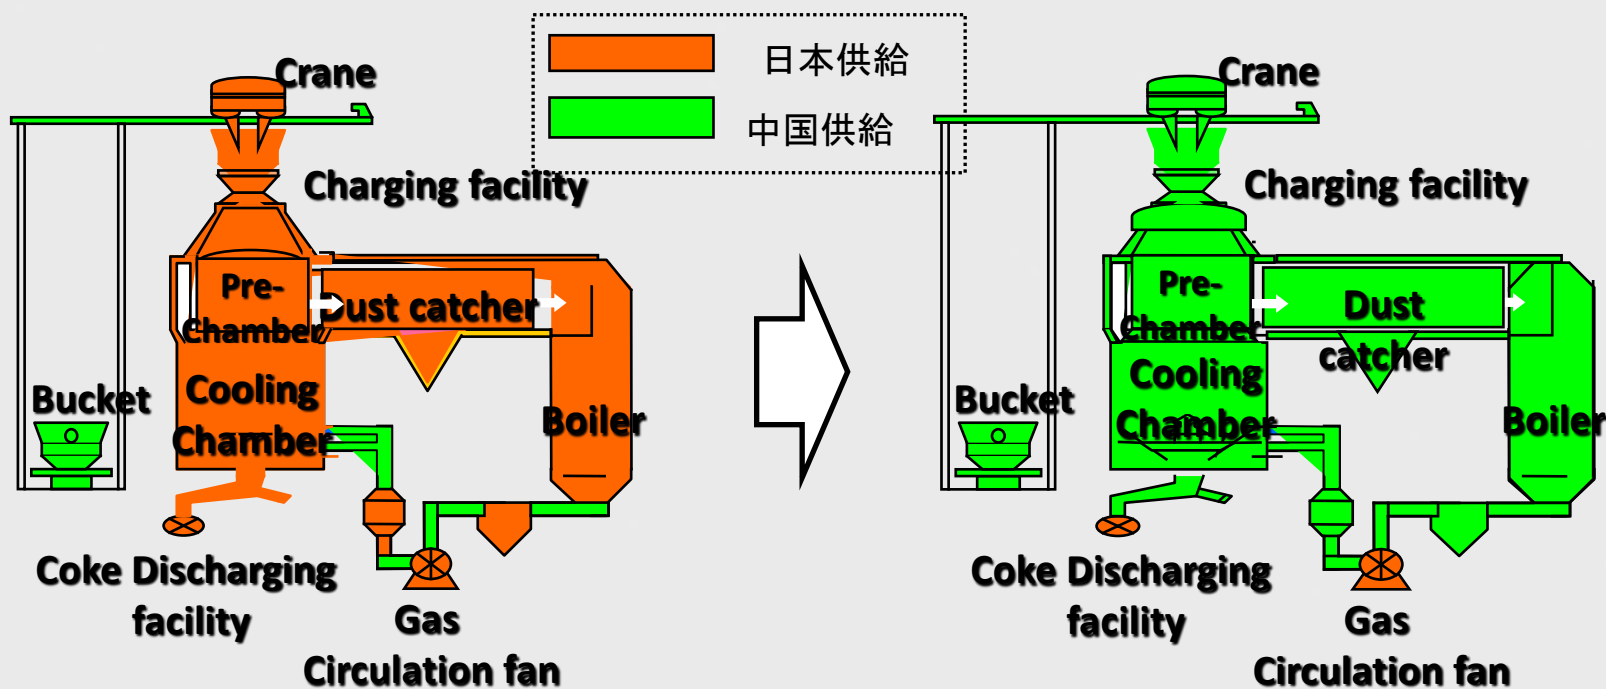 日本供給
中国供給
Crane
Charging facility
Pre-
Chamber
Dust catcher
Cooling
Chamber
Bucket
Boiler
Coke Discharging
facility
Gas
Circulation fan
Crane
Charging facility
Pre-
Chamber
Dust
catcher
Cooling
Chamber
Bucket
Boiler
Coke Discharging
facility
Gas
Circulation fan